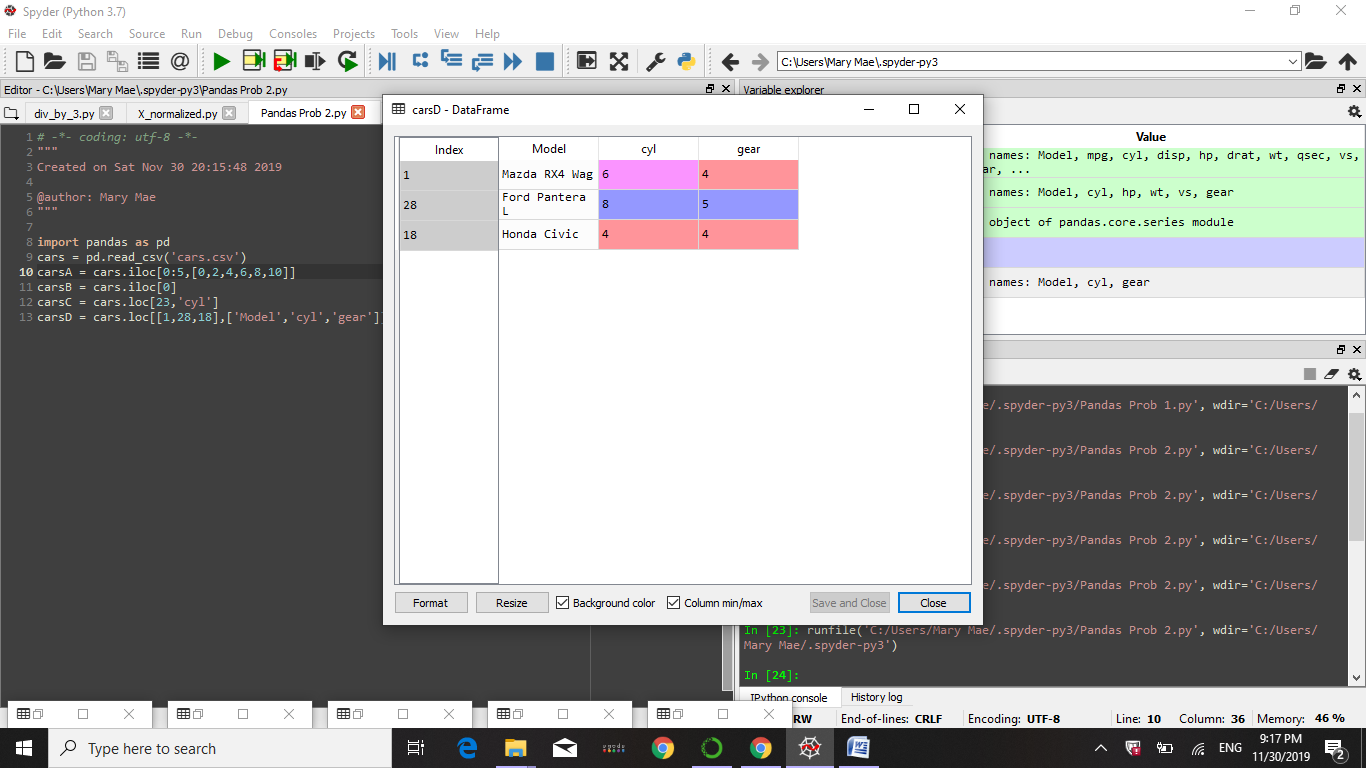 Spyder (Python 3.7)
File Edit Search Source Run Debug Consoles Projects Tools View Help
C:\Users\Mary Mae\.spyder-py3
Editor - C:\Users\Mary Mae\.spyder-py3\Pandas Prob 2.py
Variable explorer
div_by_3.py X_normalized.py Pandas Prob 2.py
1 # -*- coding: utf-8 -*-
2 """
3 Created on Sat Nov 30 20:15:48 2019
4
5 @author: Mary Mae
6 """
7
8 import pandas as pd
9 cars = pd.read_csv('cars.csv')
10 carsA = cars.iloc[0:5,[0,2,4,6,8,10]]
11 carsB = cars.iloc[0]
12 carsC = cars.loc[23,'cyl']
13 carsD = cars.loc[[1,28,18],['Model','cyl','gear']]
carsD - DataFrame
Index Model cyl gear
1 Mazda RX4 Wag 6 4
28 Ford Pantera L 8 5
18 Honda Civic 4 4
Format Resize Background color Column min/max Save and Close Close
Value
names: Model, mpg, cyl, disp, hp, drat, wt, qsec, vs,
ar, ...
names: Model, cyl, hp, wt, vs, gear
object of pandas.core.series module
names: Model, cyl, gear
e/.spyder-py3/Pandas Prob 1.py', wdir='C:/Users/
e/.spyder-py3/Pandas Prob 2.py', wdir='C:/Users/
e/.spyder-py3/Pandas Prob 2.py', wdir='C:/Users/
e/.spyder-py3/Pandas Prob 2.py', wdir='C:/Users/
e/.spyder-py3/Pandas Prob 2.py', wdir='C:/Users/
In [23]: runfile('C:/Users/Mary Mae/.spyder-py3/Pandas Prob 2.py', wdir='C:/Users/
Mary Mae/.spyder-py3')
In [24]:
IPython console History log
RW End-of-lines: CRLF Encoding: UTF-8 Line: 10 Column: 36 Memory: 46 %
Type here to search
ENG
9:17 PM
11/30/2019
2